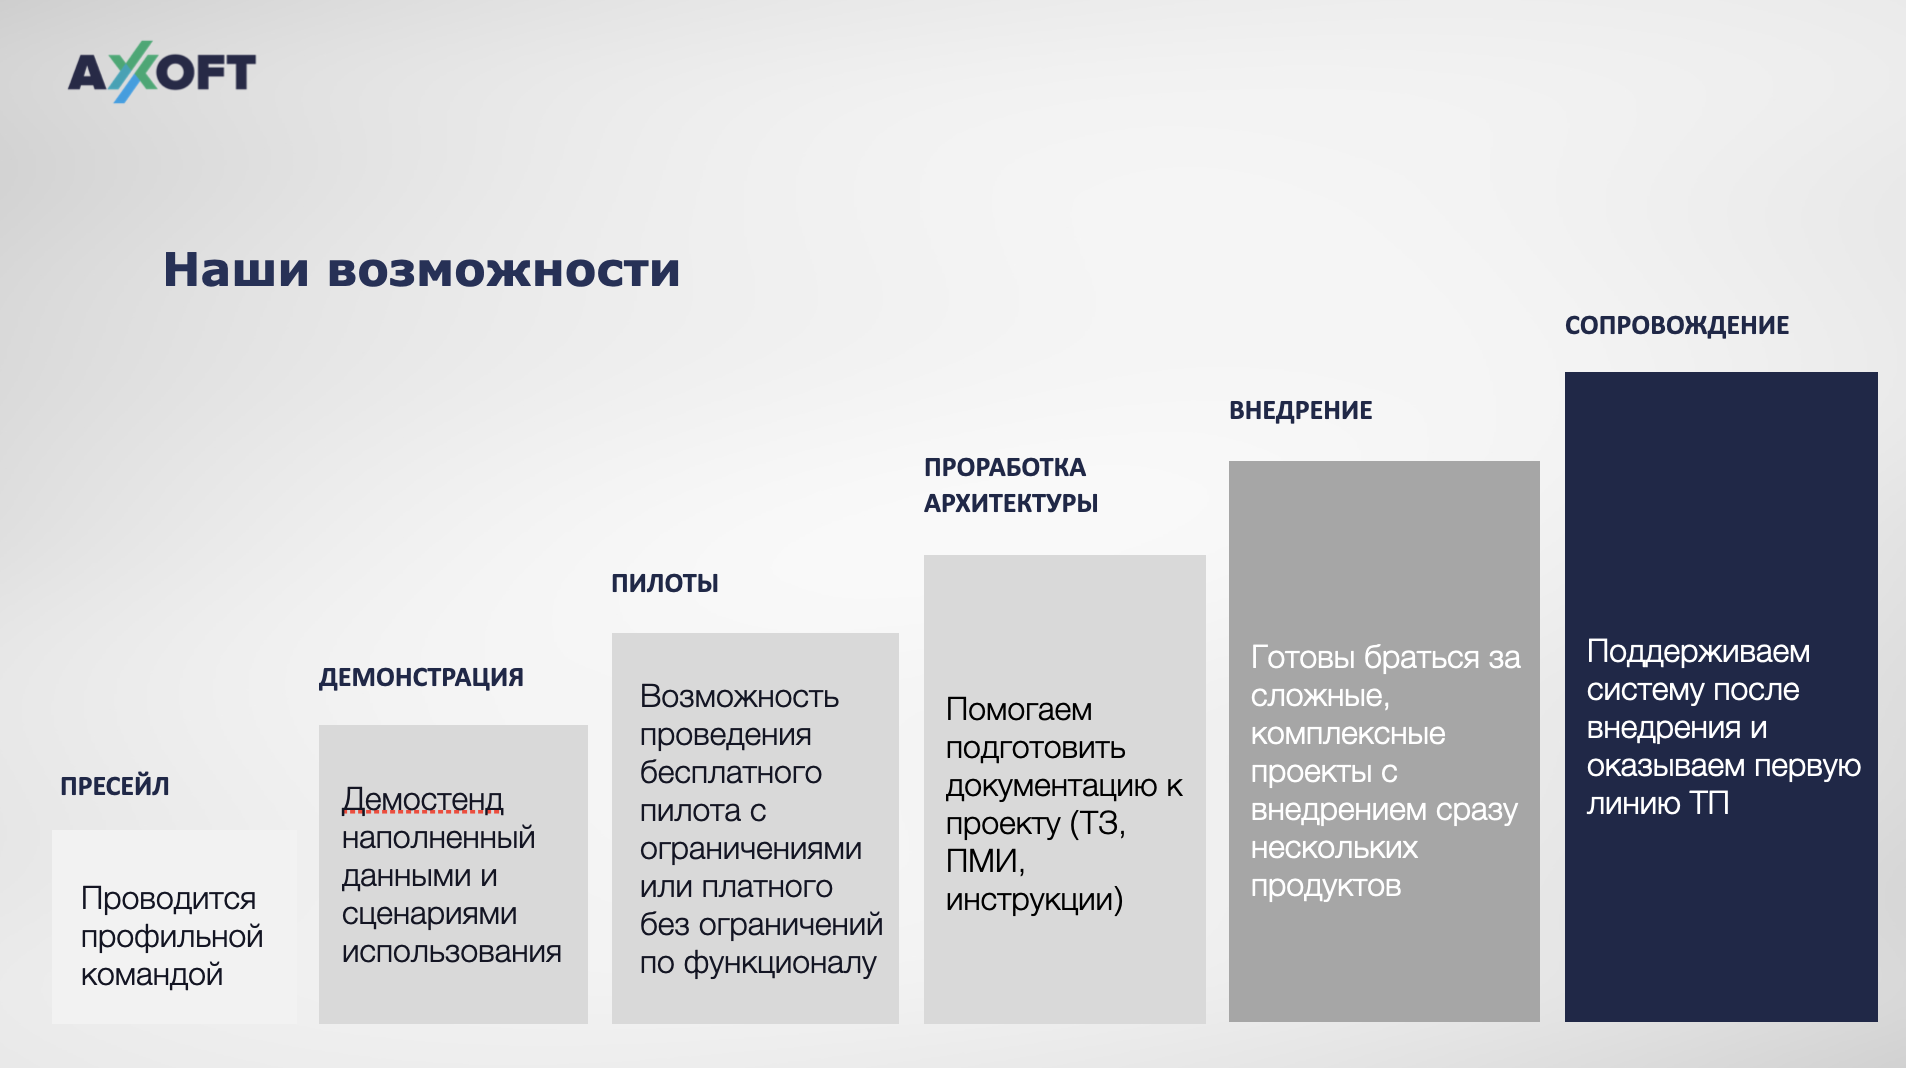 AXOFT
Наши возможности
ПРЕСЕЙЛ
Проводится
профильной
командой
ДЕМОНСТРАЦИЯ
Демостенд
наполненный
данными и
сценариями
использования
ПИЛОТЫ
Возможность
проведения
бесплатного
пилота с
ограничениями
или платного
без ограничений
по функционалу
ПРОРАБОТКА
АРХИТЕКТУРЫ
Помогаем
подготовить
документацию к
проекту (ТЗ,
ПМИ,
инструкции)
ВНЕДРЕНИЕ
Готовы браться за
сложные,
комплексные
проекты с
внедрением сразу
нескольких
продуктов
СОПРОВОЖДЕНИЕ
Поддерживаем
систему после
внедрения и
оказываем первую
линию ТП